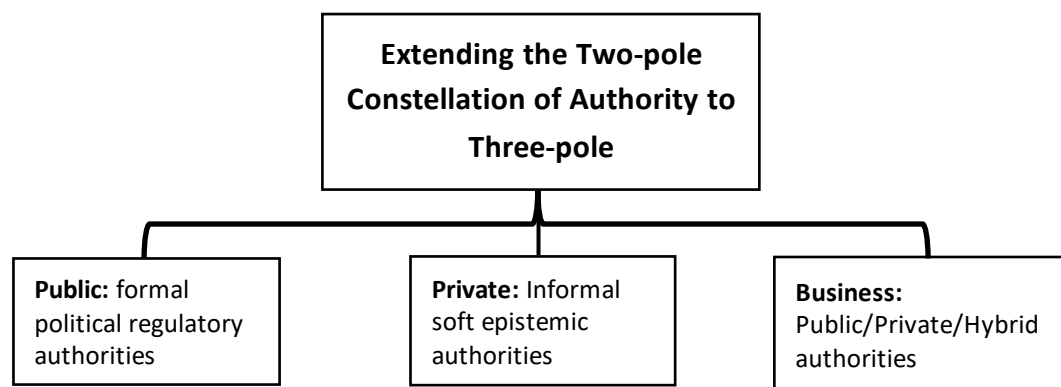 Extending the Two-pole
Constellation of Authority to
Three-pole
Public: formal
political regulatory
authorities
Private: Informal
soft epistemic
authorities
Business:
Public/Private/Hybrid
authorities